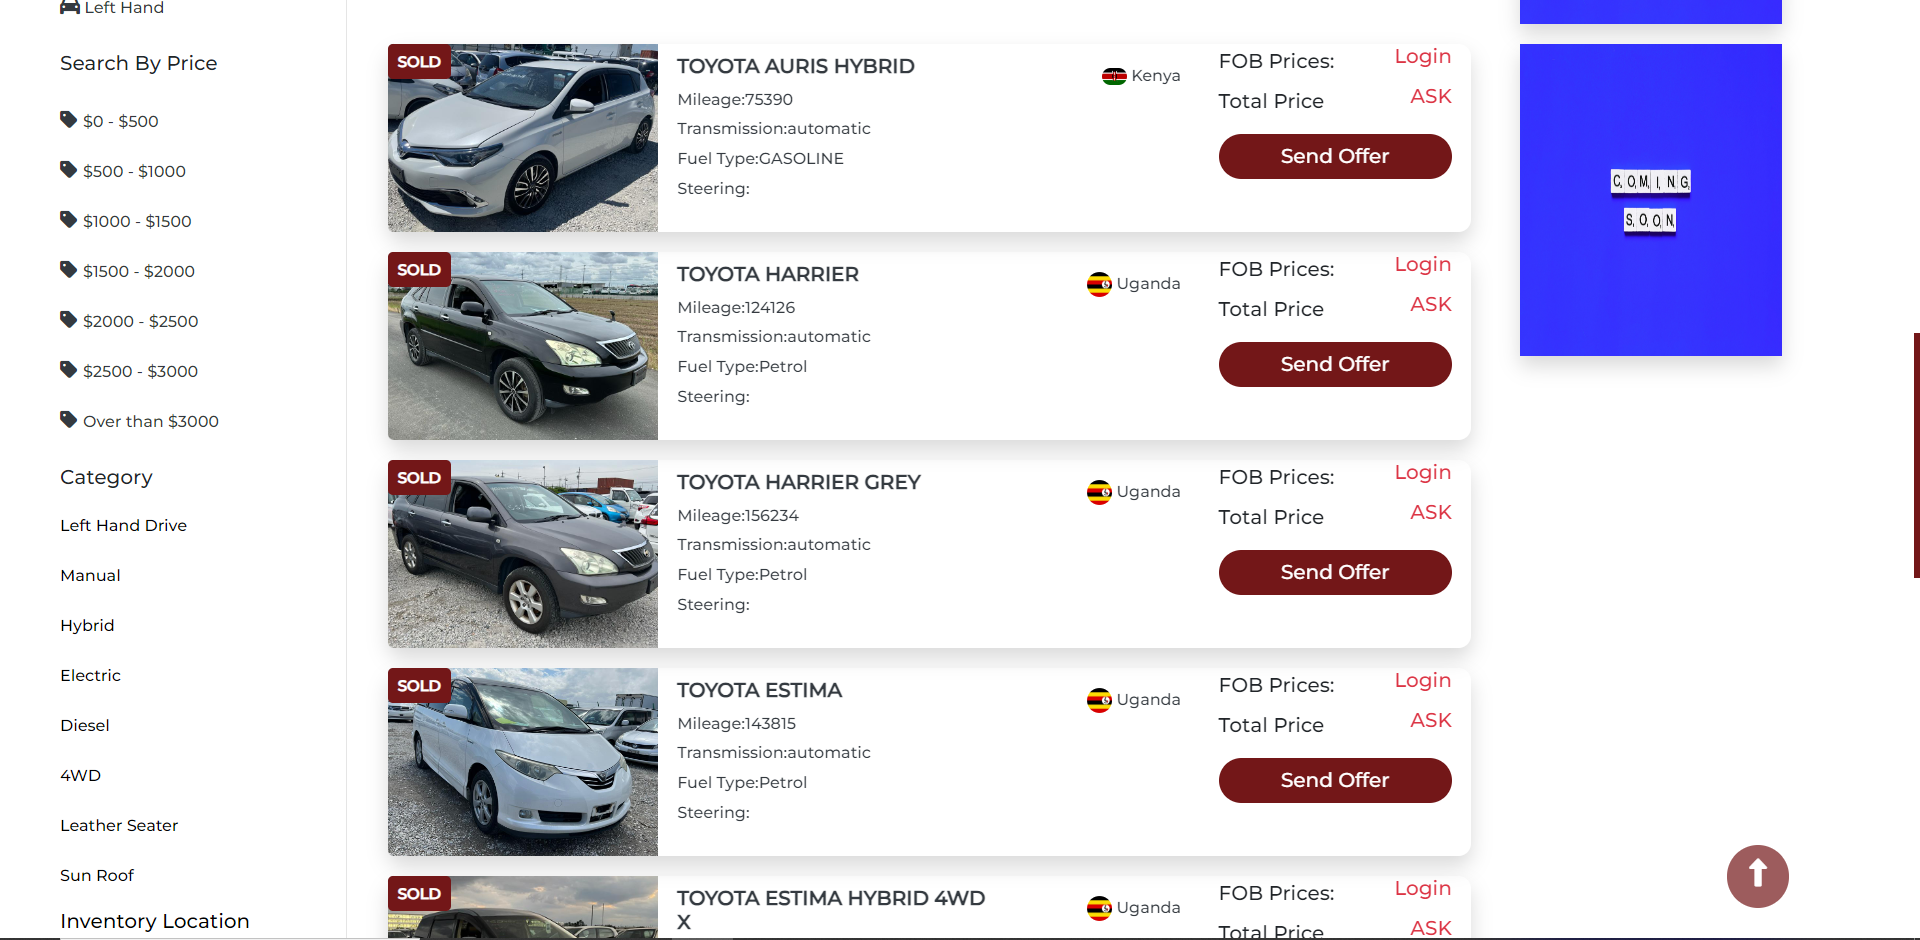 Left Hand
Search By Price
$0 - $500
$500 - $1000
$1000 - $1500
$1500 - $2000
$2000 - $2500
$2500 - $3000
Over than $3000
Category
Left Hand Drive
Manual
Hybrid
Electric
Diesel
4WD
Leather Seater
Sun Roof
Inventory Location
SOLD
TOYOTA AURIS HYBRID
Mileage:75390
Transmission:automatic
Fuel Type:GASOLINE
Steering:
Kenya
FOB Prices: Login
Total Price ASK
Send Offer
SOLD
TOYOTA HARRIER
Mileage:124126
Transmission:automatic
Fuel Type:Petrol
Steering:
Uganda
FOB Prices: Login
Total Price ASK
Send Offer
SOLD
TOYOTA HARRIER GREY
Mileage:156234
Transmission:automatic
Fuel Type:Petrol
Steering:
Uganda
FOB Prices: Login
Total Price ASK
Send Offer
SOLD
TOYOTA ESTIMA
Mileage:143815
Transmission:automatic
Fuel Type:Petrol
Steering:
Uganda
FOB Prices: Login
Total Price ASK
Send Offer
SOLD
TOYOTA ESTIMA HYBRID 4WD
X
Uganda
FOB Prices: Login
Total Price ASK
COMING
SOON